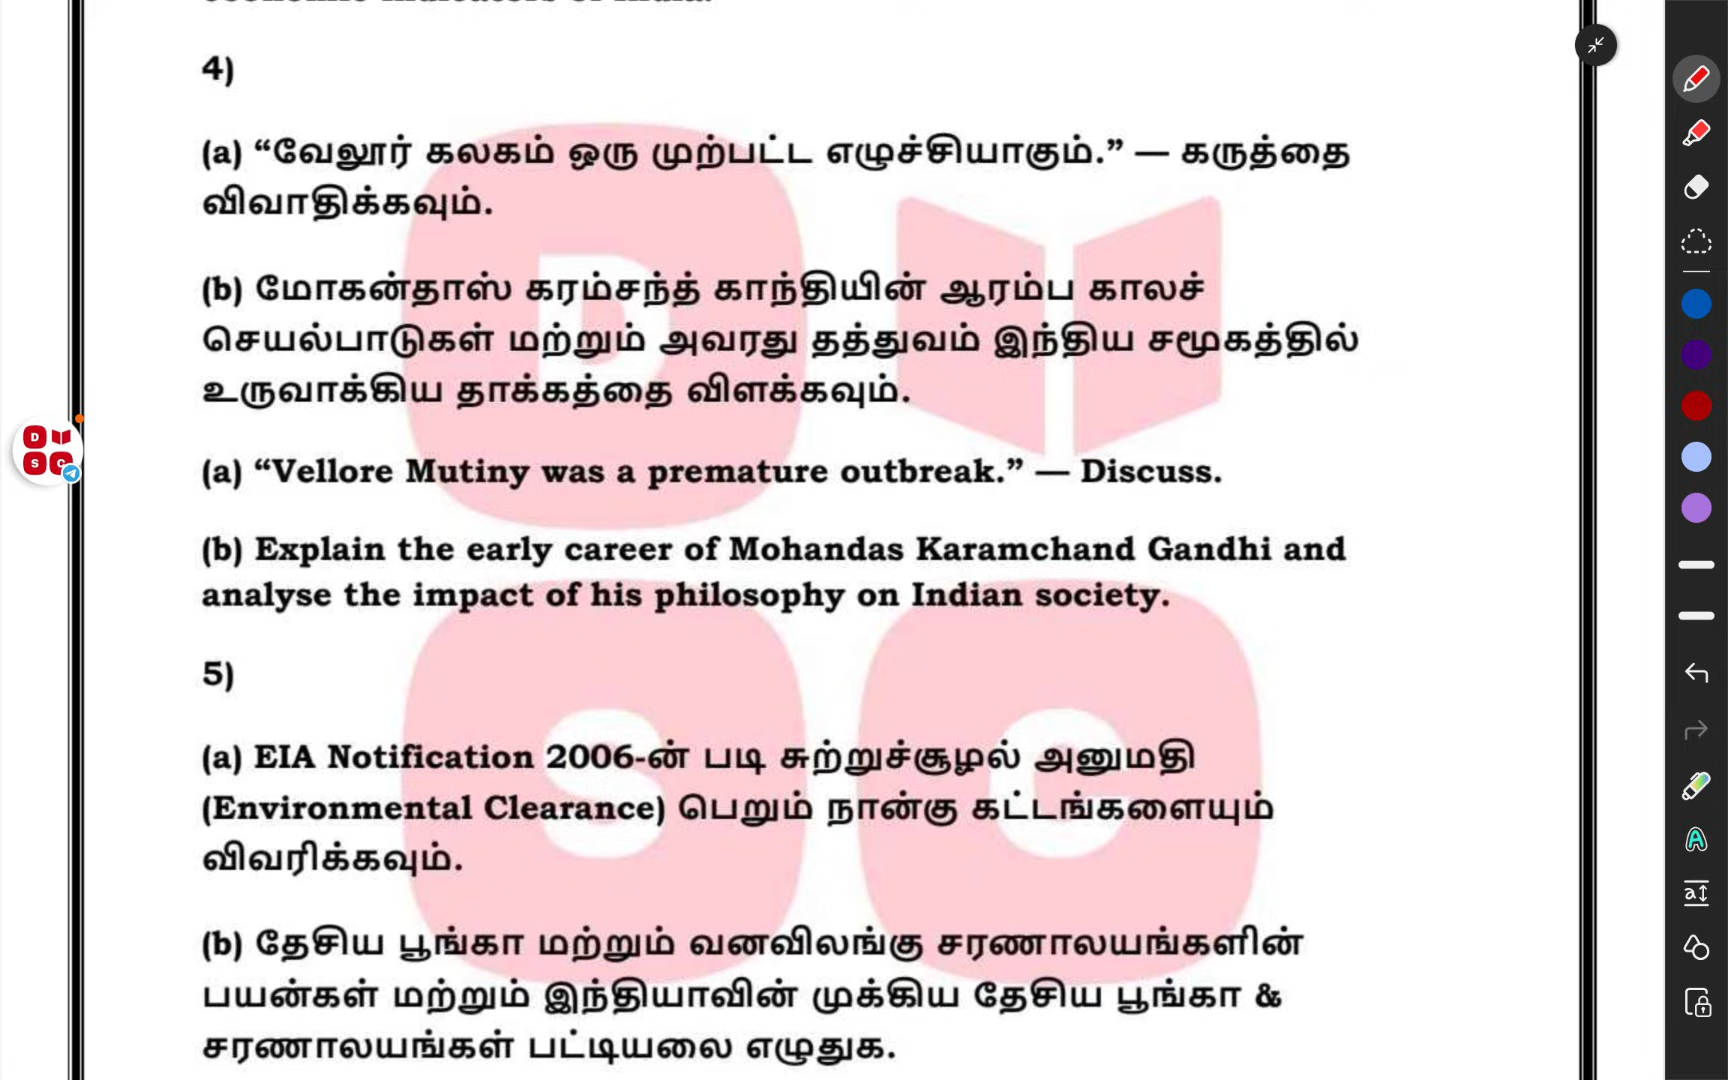 4)
(a) “வேலூர் கலகம் ஒரு முற்பட்ட எழுச்சியாகும்.” — கருத்தை
விவாதிக்கவும்.
(b) மோகன்தாஸ் கரம்சந்த் காந்தியின் ஆரம்ப காலச்
செயல்பாடுகள் மற்றும் அவரது தத்துவம் இந்திய சமூகத்தில்
உருவாக்கிய தாக்கத்தை விளக்கவும்.
(a) “Vellore Mutiny was a premature outbreak.” — Discuss.
(b) Explain the early career of Mohandas Karamchand Gandhi and
analyse the impact of his philosophy on Indian society.
5)
(a) EIA Notification 2006-ன் படி சுற்றுச்சூழல் அனுமதி
(Environmental Clearance) பெறும் நான்கு கட்டங்களையும்
விவரிக்கவும்.
(b) தேசிய பூங்கா மற்றும் வனவிலங்கு சரணாலயங்களின்
பயன்கள் மற்றும் இந்தியாவின் முக்கிய தேசிய பூங்கா &
சரணாலயங்கள் பட்டியலை எழுதுக.
D
S C
D
S C
A
a